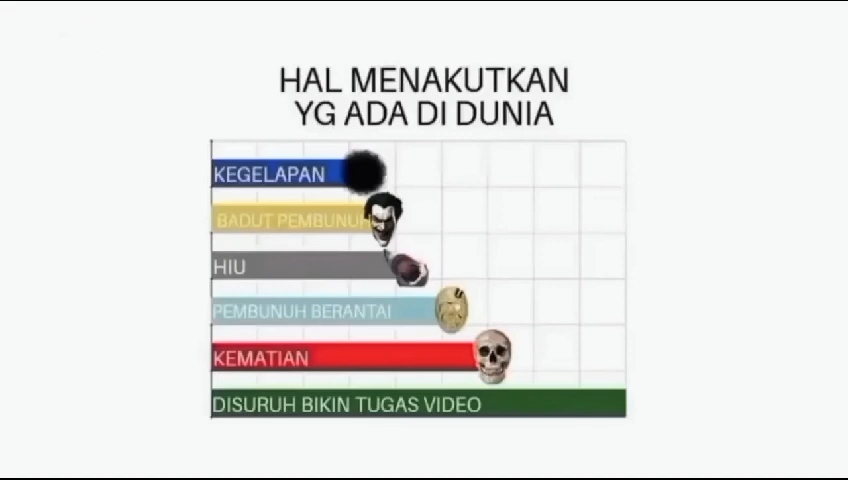 HAL MENAKUTKAN
YG ADA DI DUNIA
KEGELAPAN
BADUT PEMBUNUH
HIU
PEMBUNUH BERANTAI
KEMATIAN
DISURUH BIKIN TUGAS VIDEO